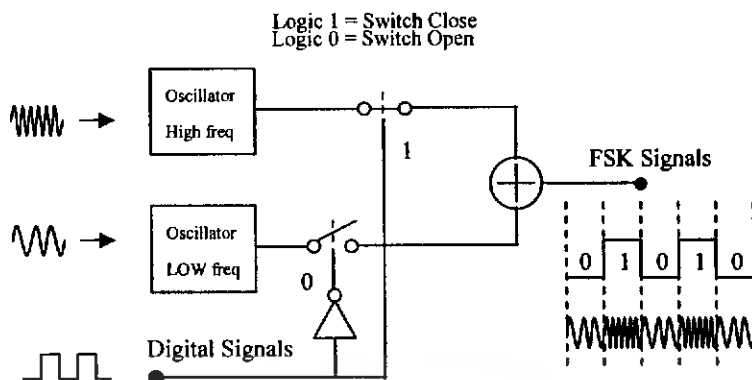 Logic 1 = Switch Close
Logic 0 = Switch Open
Oscillator
High freq
1
FSK Signals
Oscillator
LOW freq
0
0 1 0 1 0
Digital Signals